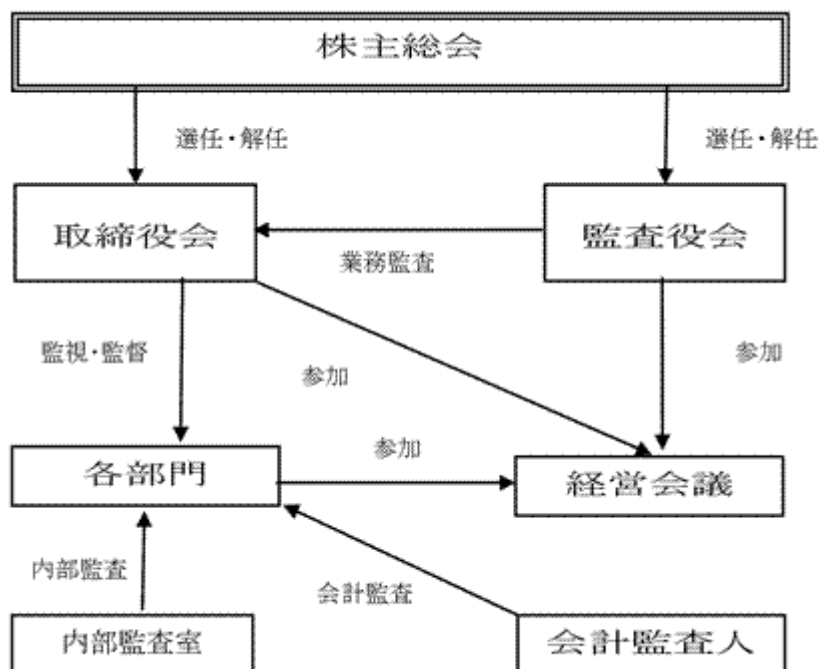 株主総会
選任・解任
選任・解任
取締役会
監査役会
業務監査
監視・監督
参加
参加
参加
各部門
経営会議
内部監査
会計監査
内部監査室
会計監査人